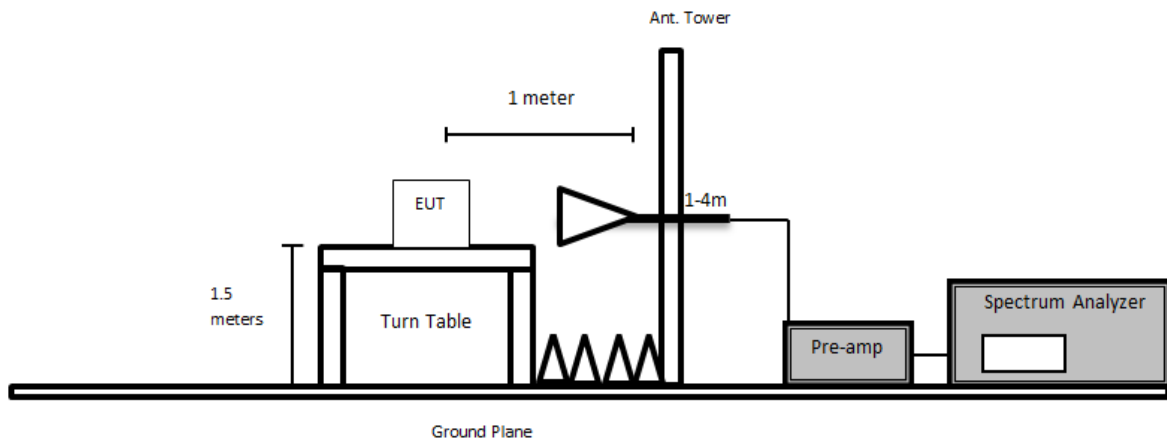 Ant. Tower
1 meter
EUT
1-4m
1.5
meters
Turn Table
Pre-amp
Spectrum Analyzer
Ground Plane